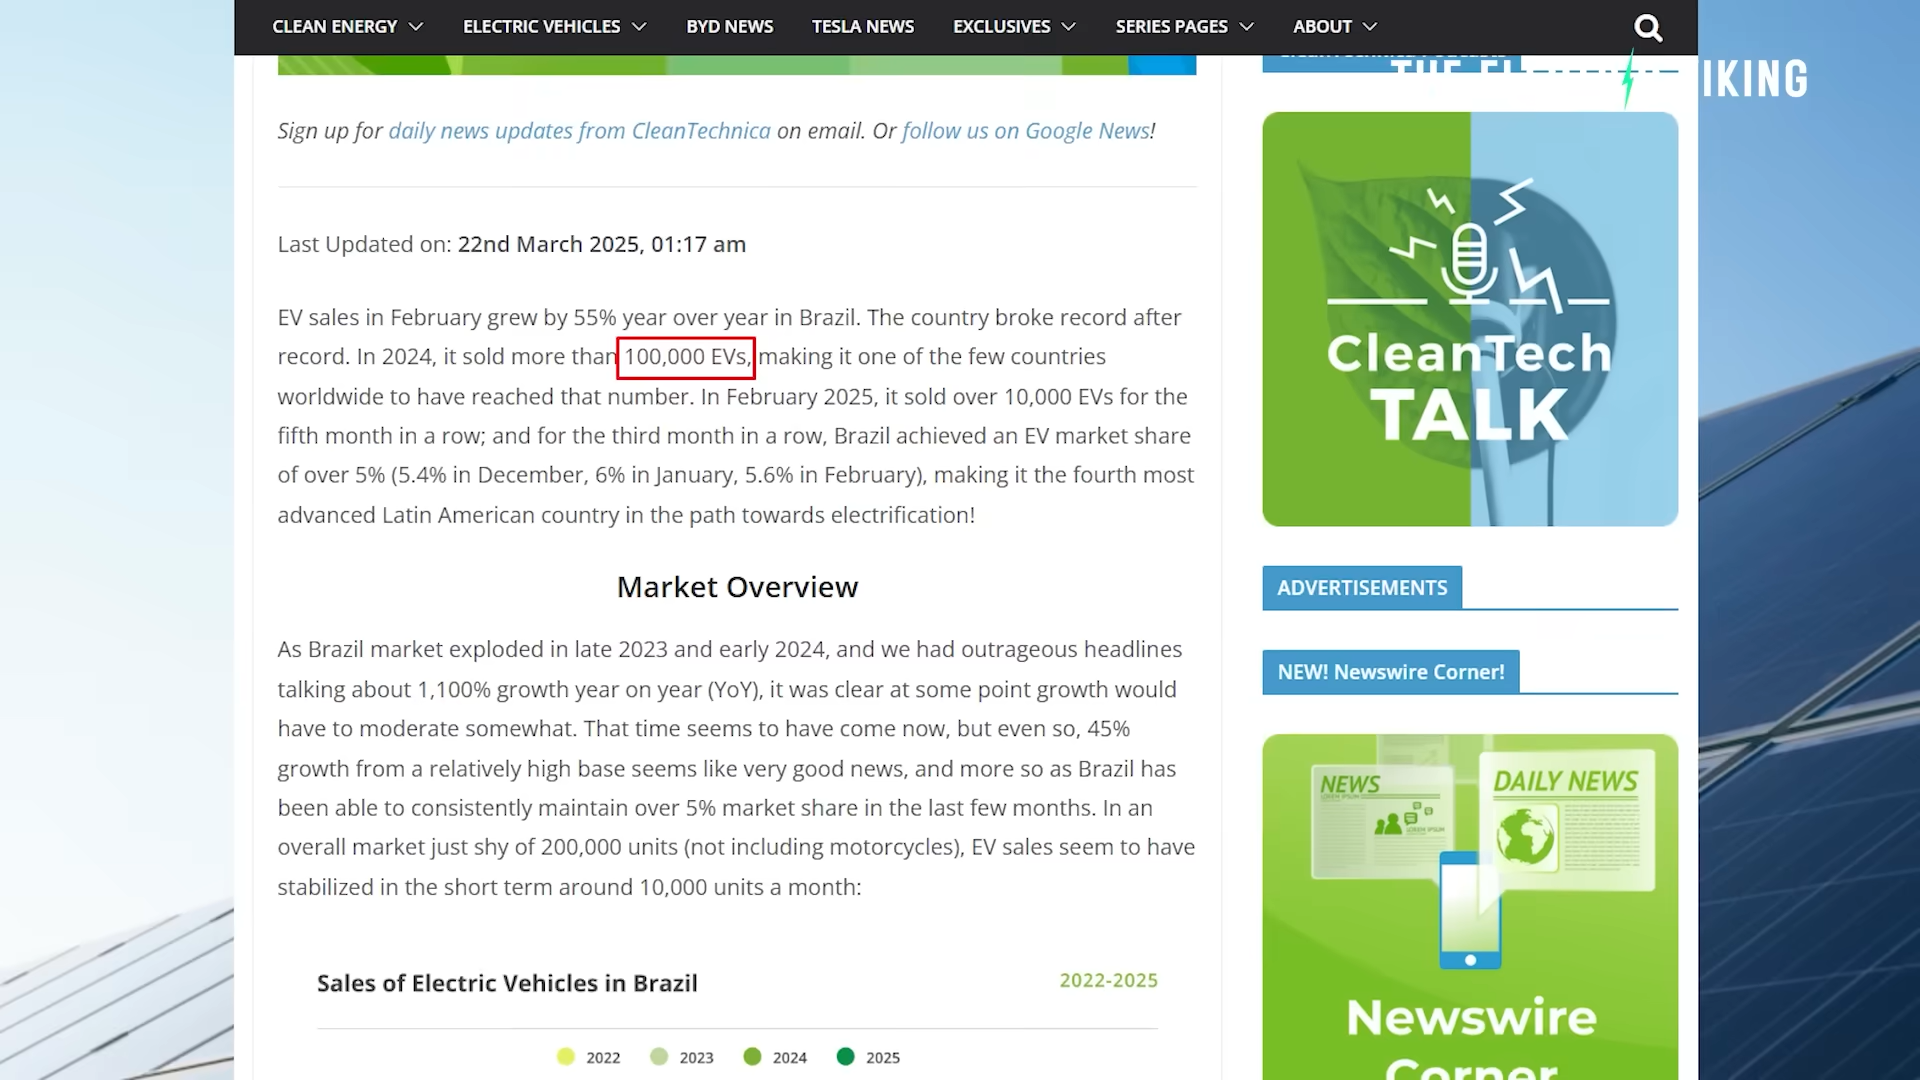 CLEAN ENERGY
ELECTRIC VEHICLES
BYD NEWS
TESLA NEWS
EXCLUSIVES
SERIES PAGES
ABOUT
IKING
Sign up for daily news updates from CleanTechnica on email. Or follow us on Google News!
Last Updated on: 22nd March 2025, 01:17 am
EV sales in February grew by 55% year over year in Brazil. The country broke record after
record. In 2024, it sold more than 100,000 EVs, making it one of the few countries
worldwide to have reached that number. In February 2025, it sold over 10,000 EVs for the
fifth month in a row; and for the third month in a row, Brazil achieved an EV market share
of over 5% (5.4% in December, 6% in January, 5.6% in February), making it the fourth most
advanced Latin American country in the path towards electrification!
Market Overview
As Brazil market exploded in late 2023 and early 2024, and we had outrageous headlines
talking about 1,100% growth year on year (YoY), it was clear at some point growth would
have to moderate somewhat. That time seems to have come now, but even so, 45%
growth from a relatively high base seems like very good news, and more so as Brazil has
been able to consistently maintain over 5% market share in the last few months. In an
overall market just shy of 200,000 units (not including motorcycles), EV sales seem to have
stabilized in the short term around 10,000 units a month:
Sales of Electric Vehicles in Brazil
2022-2025
2022
2023
2024
2025
CleanTech
TALK
ADVERTISEMENTS
NEW! Newswire Corner!
NEWS
LOREM IPSUM
LOREM IPSUM
DAILY NEWS
Newswire
Corner